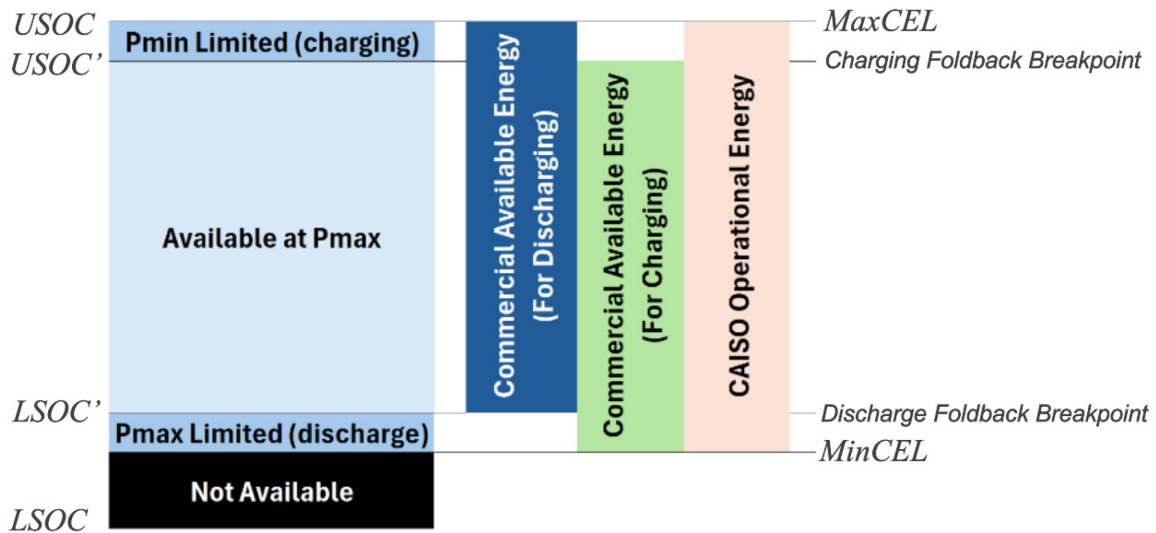 USOC
Pmin Limited (charging)
USOC’
Available at Pmax
LSOC’
Pmax Limited (discharge)
Not Available
LSOC
Commercial Available Energy
(For Discharging)
Commercial Available Energy
(For Charging)
CAISO Operational Energy
MaxCEL
Charging Foldback Breakpoint
Discharge Foldback Breakpoint
MinCEL